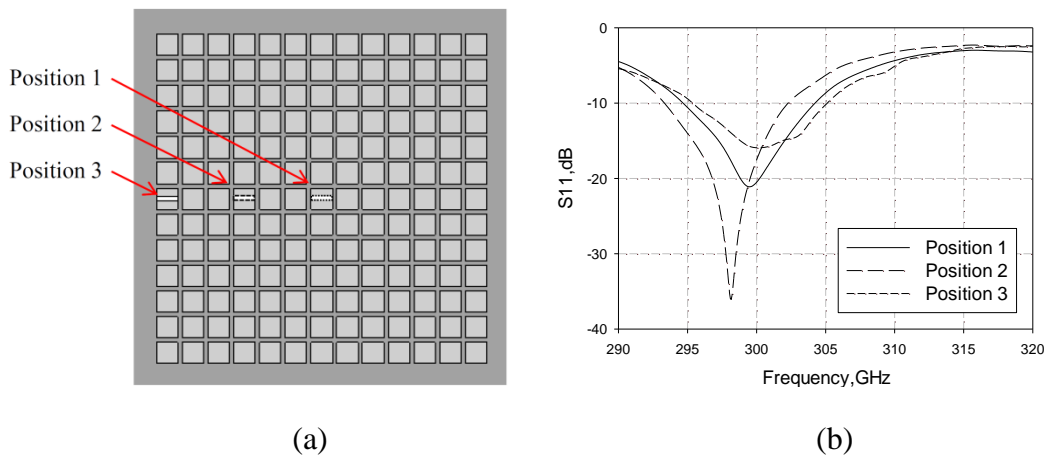 Position 1
Position 2
Position 3
(a)
0
-10
-20
-30
-40
S11,dB
290 295 300 305 310 315 320
Frequency,GHz
Position 1
Position 2
Position 3
(b)